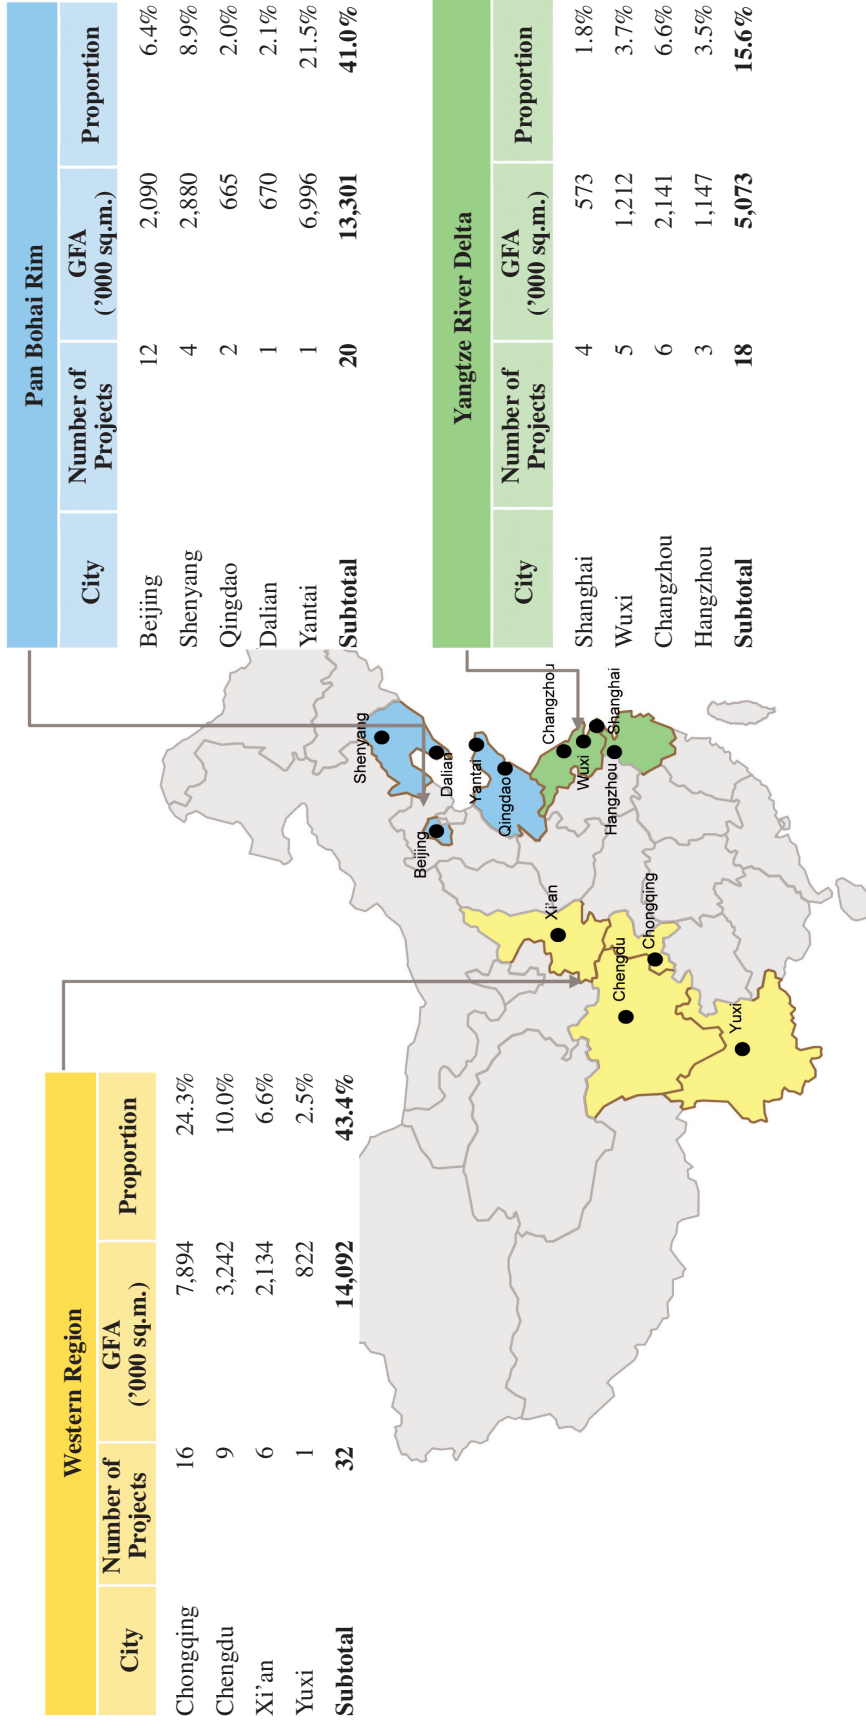 Western Region
City Number of Projects GFA (’000 sq.m.) Proportion
Chongqing 16 7,894 24.3%
Chengdu 9 3,242 10.0%
Xi’an 6 2,134 6.6%
Yuxi 1 822 2.5%
Subtotal 32 14,092 43.4%
Pan Bohai Rim
City Number of Projects GFA (’000 sq.m.) Proportion
Beijing 12 2,090 6.4%
Shenyang 4 2,880 8.9%
Qingdao 2 665 2.0%
Dalian 1 670 2.1%
Yantai 1 6,996 21.5%
Subtotal 20 13,301 41.0%
Yangtze River Delta
City Number of Projects GFA (’000 sq.m.) Proportion
Shanghai 4 573 1.8%
Wuxi 5 1,212 3.7%
Changzhou 6 2,141 6.6%
Hangzhou 3 1,147 3.5%
Subtotal 18 5,073 15.6%
Shenyang
Beijing
Dalian
Yantai
Qingdao
Changzhou
Xi’an
Wuxi
Shanghai
Hangzhou
Chengdu
Chongqing
Yuxi